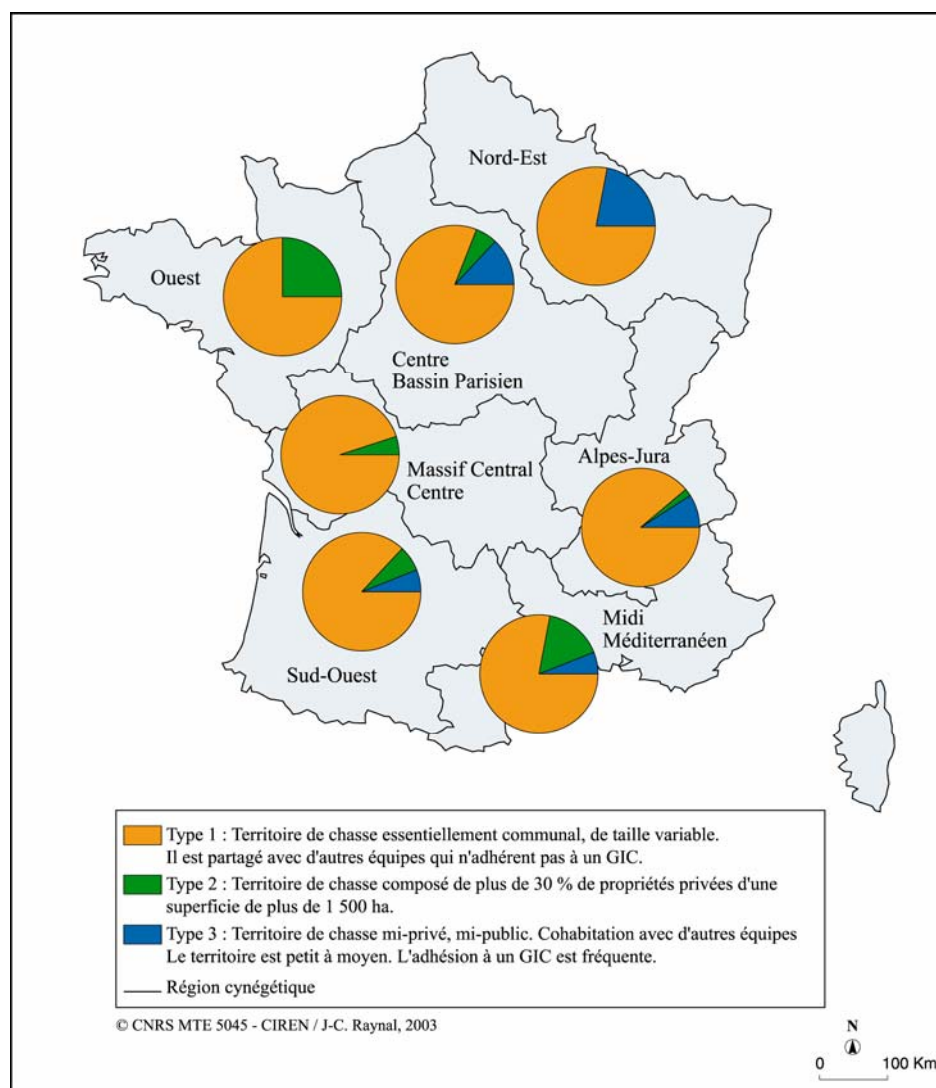 Nord-Est
Ouest
Centre
Bassin Parisien
Alpes-Jura
Massif Central
Centre
Midi
Méditerranéen
Sud-Ouest
Type 1 : Territoire de chasse essentiellement communal, de taille variable.
Il est partagé avec d'autres équipes qui n'adhérent pas à un GIC.
Type 2 : Territoire de chasse composé de plus de 30 % de propriétés privées d'une
superficie de plus de 1 500 ha.
Type 3 : Territoire de chasse mi-privé, mi-public. Cohabitation avec d'autres équipes
Le territoire est petit à moyen. L'adhésion à un GIC est fréquente.
Région cynégétique
© CNRS MTE 5045 - CIREN / J-C. Raynal, 2003
N
0 100 Km